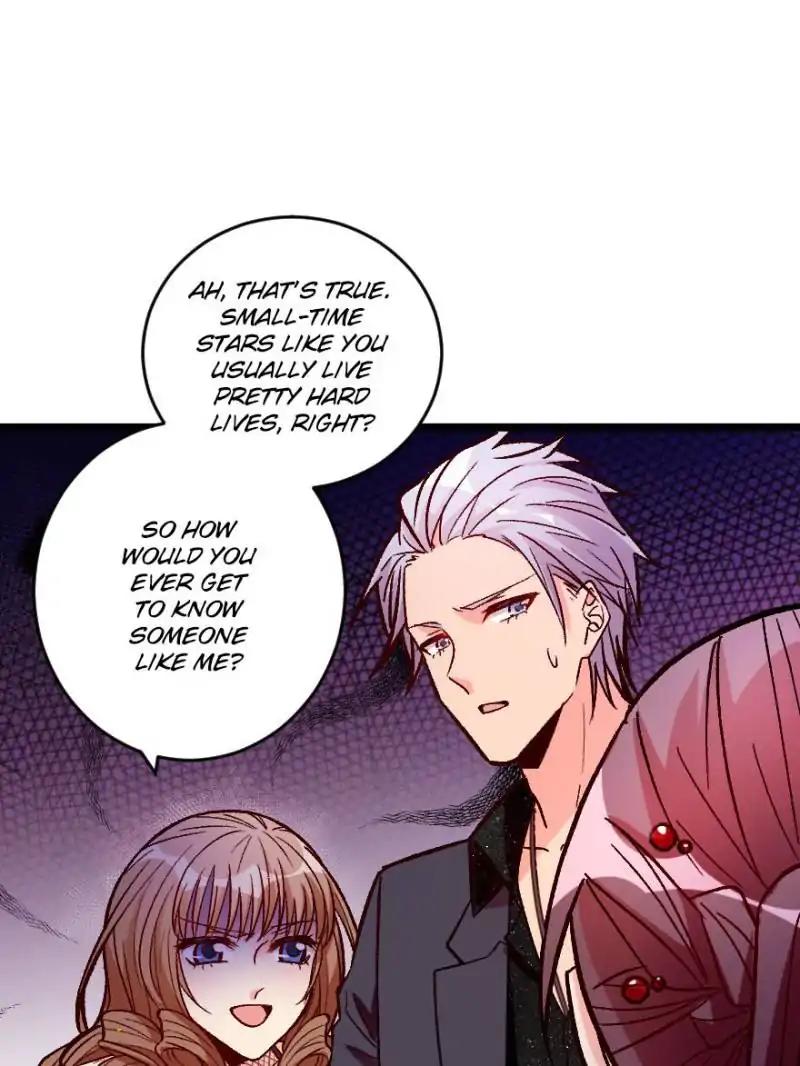 AH, THAT'S TRUE.
SMALL-TIME
STARS LIKE YOU
USUALLY LIVE
PRETTY HARD
LIVES, RIGHT?
SO HOW
WOULD YOU
EVER GET
TO KNOW
SOMEONE
LIKE ME?